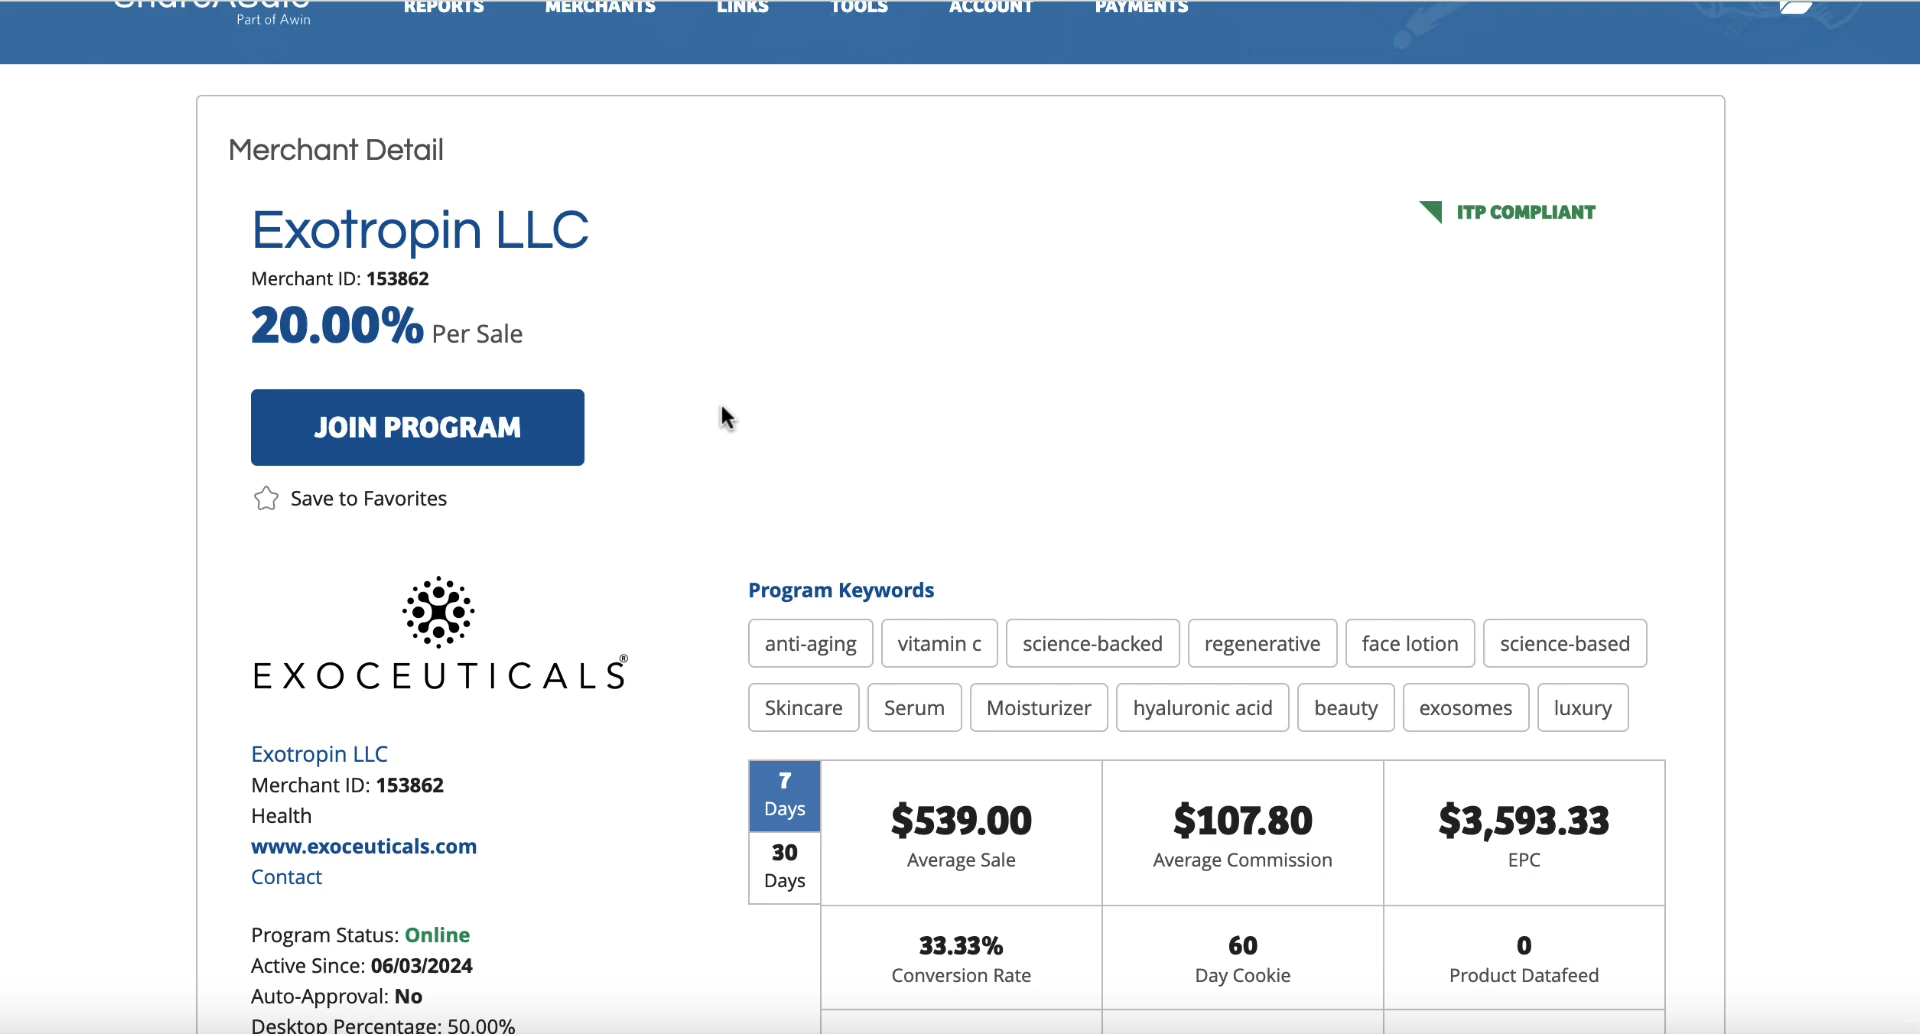 ShareASale
Part of Awin
REPORTS
MERCHANTS
LINKS
TOOLS
ACCOUNT
PAYMENTS
Merchant Detail
Exotropin LLC
ITP COMPLIANT
Merchant ID: 153862
20.00% Per Sale
JOIN PROGRAM
Save to Favorites
EXOCEUTICALS®
Exotropin LLC
Merchant ID: 153862
Health
www.exoceuticals.com
Contact
Program Status: Online
Active Since: 06/03/2024
Auto-Approval: No
Desktop Percentage: 50.00%
Program Keywords
anti-aging
vitamin c
science-backed
regenerative
face lotion
science-based
Skincare
Serum
Moisturizer
hyaluronic acid
beauty
exosomes
luxury
7
Days
30
Days
$539.00
Average Sale
$107.80
Average Commission
$3,593.33
EPC
33.33%
Conversion Rate
60
Day Cookie
0
Product Datafeed